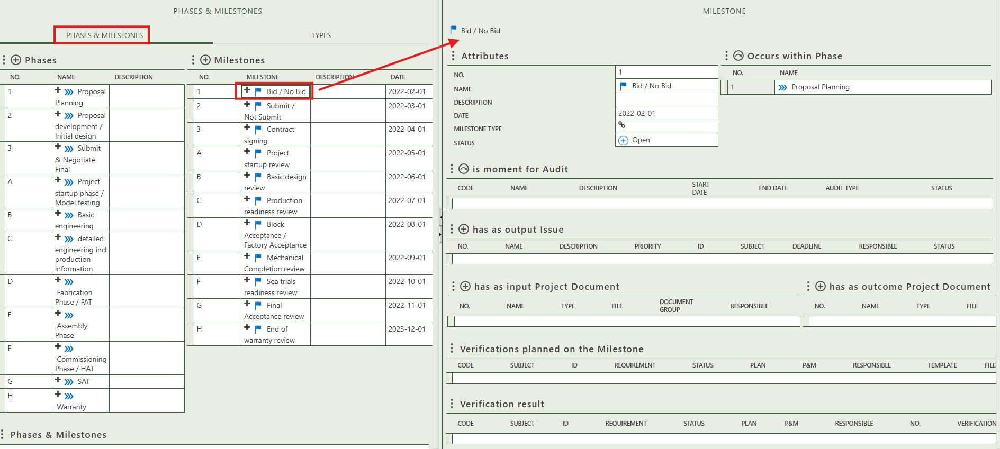 PHASES & MILESTONES
PHASES & MILESTONES
TYPES
Phases
NO.
NAME
DESCRIPTION
1
Proposal
Planning
2
Proposal
development /
Initial design
3
Submit
& Negotiate
Final
A
Project
startup phase /
Model testing
B
Basic
engineering
C
detailed
engineering incl
production
information
D
Fabrication
Phase / FAT
E
Assembly
Phase
F
Commissioning
Phase / HAT
G
SAT
H
Warranty
Milestones
NO.
MILESTONE
DESCRIPTION
DATE
1
Bid / No Bid
2022-02-01
2
Submit /
Not Submit
2022-03-01
3
Contract
signing
2022-04-01
A
Project
startup review
2022-05-01
B
Basic design
review
2022-06-01
C
Production
readiness review
2022-07-01
D
Block
Acceptance /
Factory Acceptance
2022-08-01
E
Mechanical
Completion review
2022-09-01
F
Sea trials
readiness review
2022-10-01
G
Final
Acceptance review
2022-11-01
H
End of
warranty review
2023-12-01
Phases & Milestones
MILESTONE
Bid / No Bid
Attributes
NO.
1
NAME
Bid / No Bid
DESCRIPTION
DATE
2022-02-01
MILESTONE TYPE
STATUS
Open
Occurs within Phase
NO.
NAME
1
Proposal Planning
is moment for Audit
CODE
NAME
DESCRIPTION
START
DATE
END DATE
AUDIT TYPE
STATUS
has as output Issue
NO.
NAME
DESCRIPTION
PRIORITY
ID
SUBJECT
DEADLINE
RESPONSIBLE
STATUS
has as input Project Document
NO.
NAME
TYPE
FILE
DOCUMENT
GROUP
RESPONSIBLE
has as outcome Project Document
NO.
NAME
TYPE
FILE
Verifications planned on the Milestone
CODE
SUBJECT
ID
REQUIREMENT
STATUS
PLAN
P&M
RESPONSIBLE
TEMPLATE
FILE
Verification result
CODE
SUBJECT
ID
REQUIREMENT
STATUS
PLAN
P&M
RESPONSIBLE
NO.
VERIFICATION